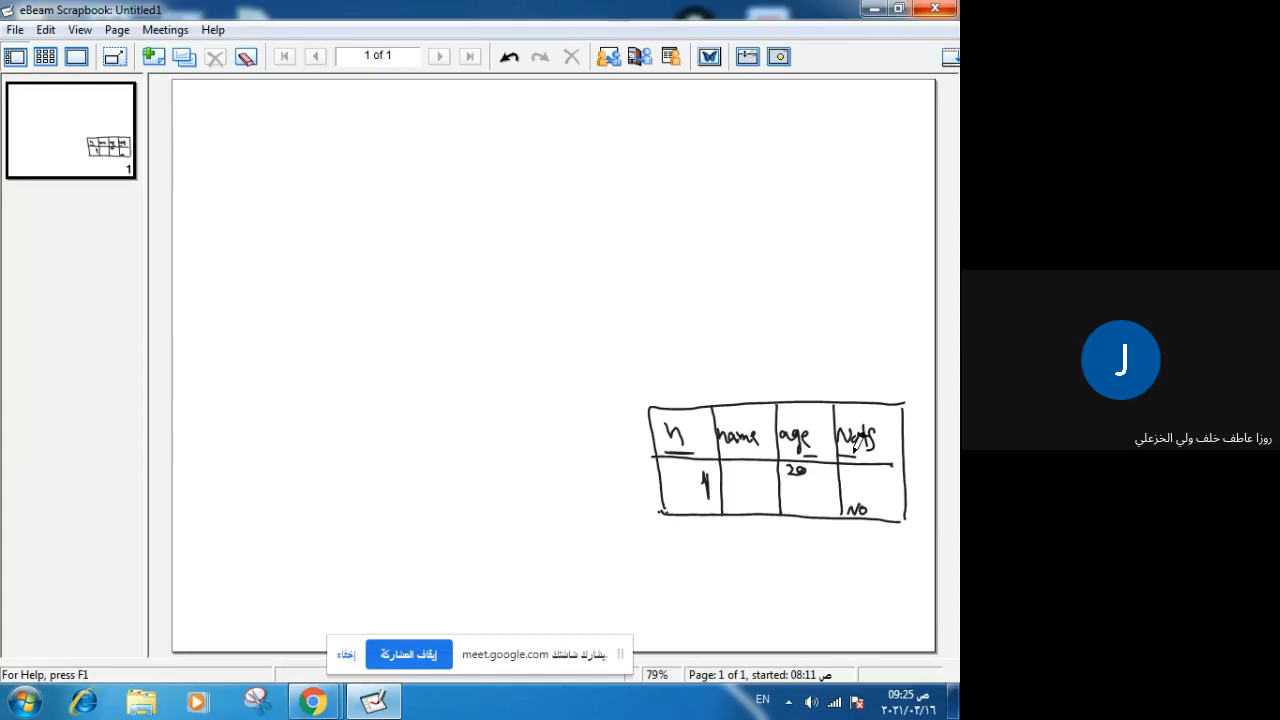 eBeam Scrapbook: Untitled1
File Edit View Page Meetings Help
1 of 1
1
n name age
1 20 No
J
روزا عاطف خلف ولي الخزعلي
إخفاء إيقاف المشاركة meet.google.com يشارك شاشتك.
For Help, press F1 79% Page: 1 of 1, started: 08:11 ص
EN 09:25 ص
٢٠٢١/٠٣/١٦